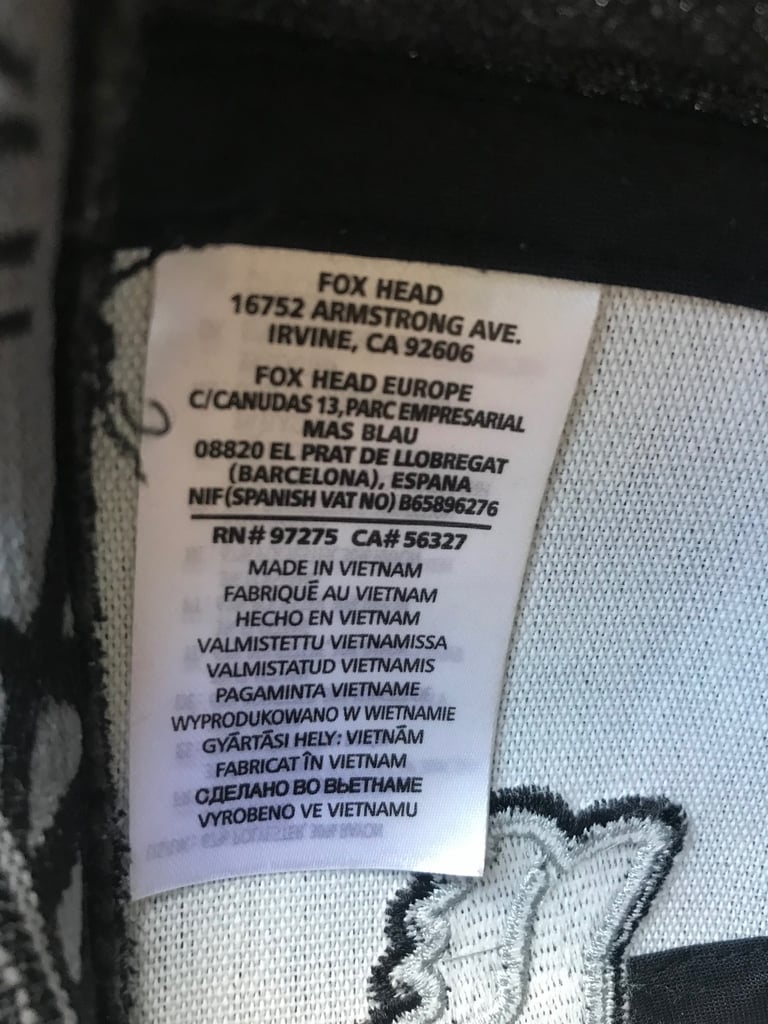 FOX HEAD
16752 ARMSTRONG AVE.
IRVINE, CA 92606
FOX HEAD EUROPE
C/CANUDAS 13, PARC EMPRESARIAL
MAS BLAU
08820 EL PRAT DE LLOBREGAT
(BARCELONA), ESPANA
NIF (SPANISH VAT NO) B65896276
RN# 97275 CA# 56327
MADE IN VIETNAM
FABRIQUÉ AU VIETNAM
HECHO EN VIETNAM
VALMISTETTU VIETNAMISSA
VALMISTATUD VIETNAMIS
PAGAMINTA VIETNAME
WYPRODUKOWANO W WIETNAMIE
GYÃRTÃSI HELY: VIETNÃM
FABRICAT ÎN VIETNAM
СДЕЛАНО ВО ВЬЕТНАМЕ
VYROBENO VE VIETNAMU